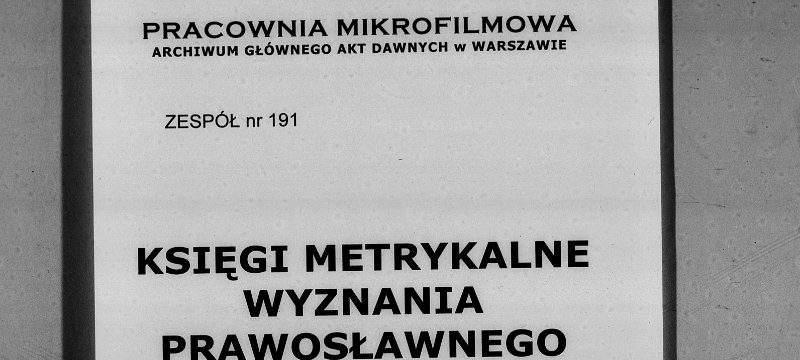 PRACOWNIA MIKROFILMOWA
ARCHIWUM GŁÓWNEGO AKT DAWNYCH w WARSZAWIE
ZESPÓŁ nr 191
KSIĘGI METRYKALNE
WYZNANIA
PRAWOSŁAWNEGO